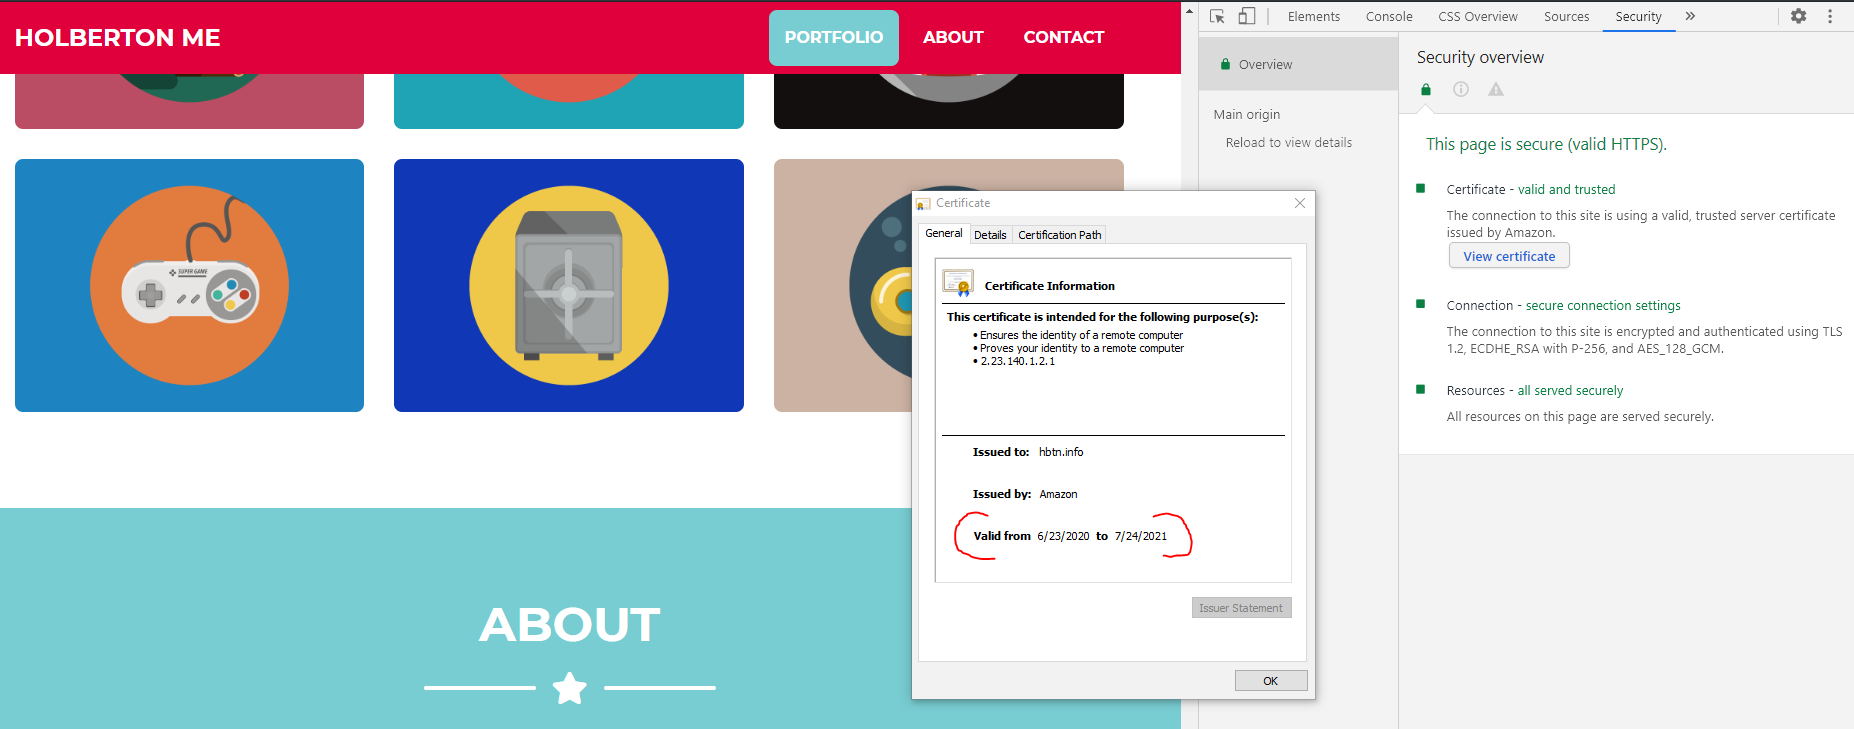 HOLBERTON ME
PORTFOLIO
ABOUT
CONTACT
SUPER GAME
ABOUT
Elements
Console
CSS Overview
Sources
Security
Overview
Main origin
Reload to view details
Security overview
This page is secure (valid HTTPS).
Certificate - valid and trusted
The connection to this site is using a valid, trusted server certificate
issued by Amazon.
View certificate
Connection - secure connection settings
The connection to this site is encrypted and authenticated using TLS
1.2, ECDHE_RSA with P-256, and AES_128_GCM.
Resources - all served securely
All resources on this page are served securely.
Certificate
General
Details
Certification Path
Certificate Information
This certificate is intended for the following purpose(s):
• Ensures the identity of a remote computer
• Proves your identity to a remote computer
• 2.23.140.1.2.1
Issued to: hbtn.info
Issued by: Amazon
Valid from 6/23/2020 to 7/24/2021
Issuer Statement
OK